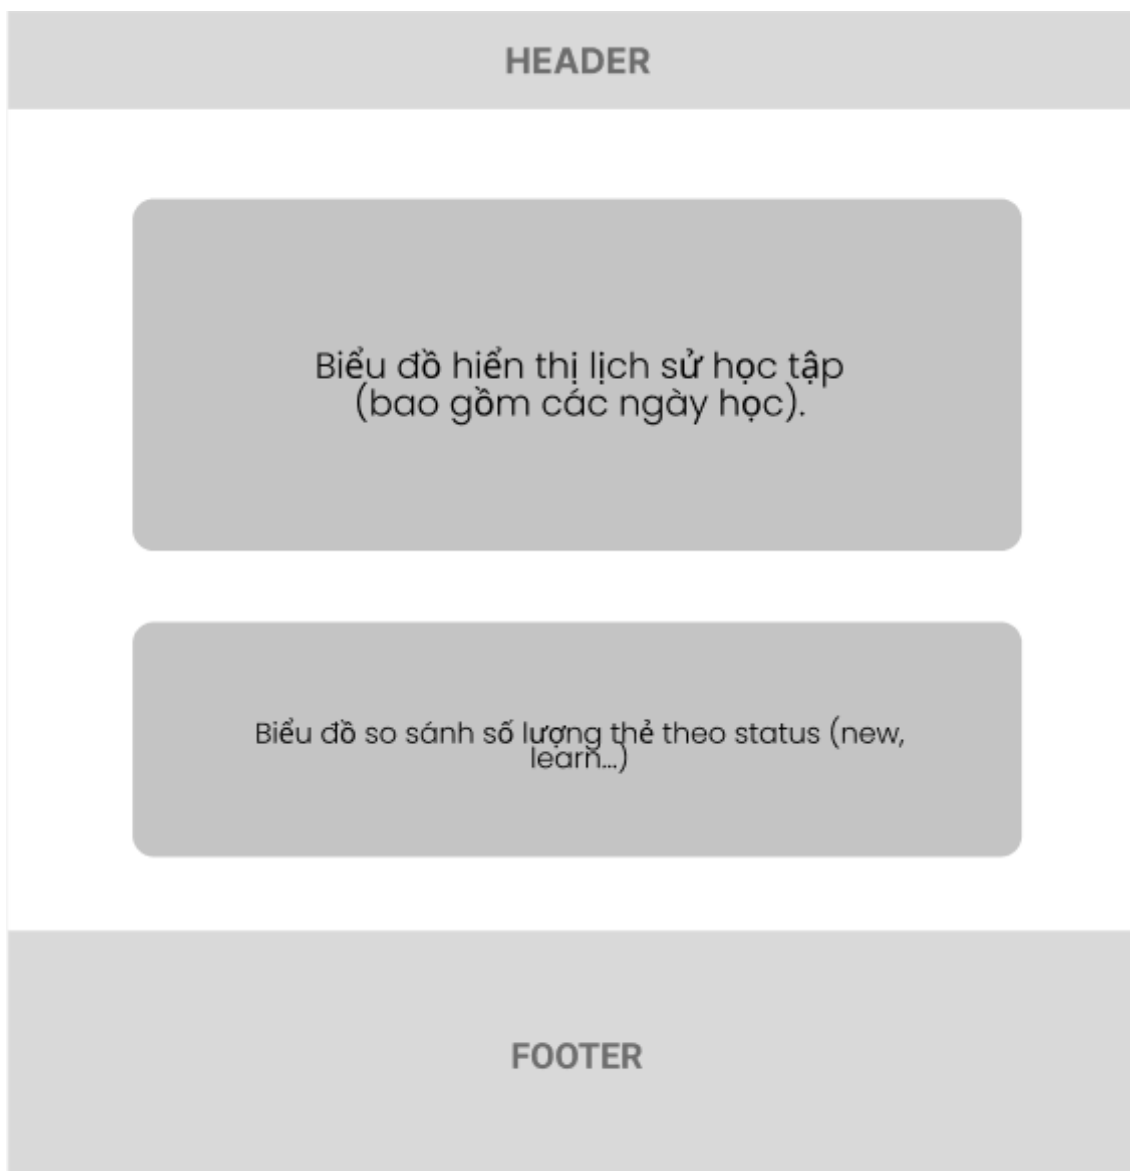 HEADER
Biểu đồ hiển thị lịch sử học tập
(bao gồm các ngày học).
Biểu đồ so sánh số lượng thẻ theo status (new,
learn...)
FOOTER